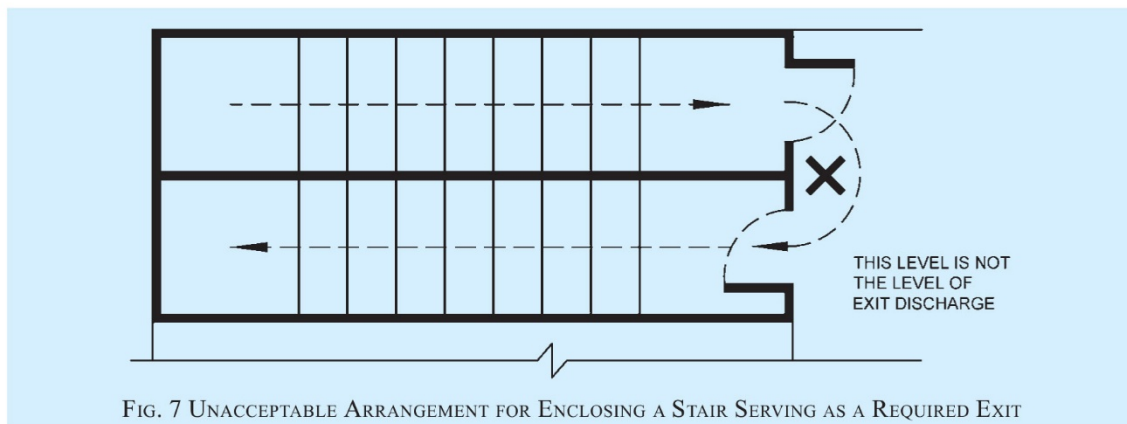 THIS LEVEL IS NOT
THE LEVEL OF
EXIT DISCHARGE
FIG. 7 UNACCEPTABLE ARRANGEMENT FOR ENCLOSING A STAIR SERVING AS A REQUIRED EXIT